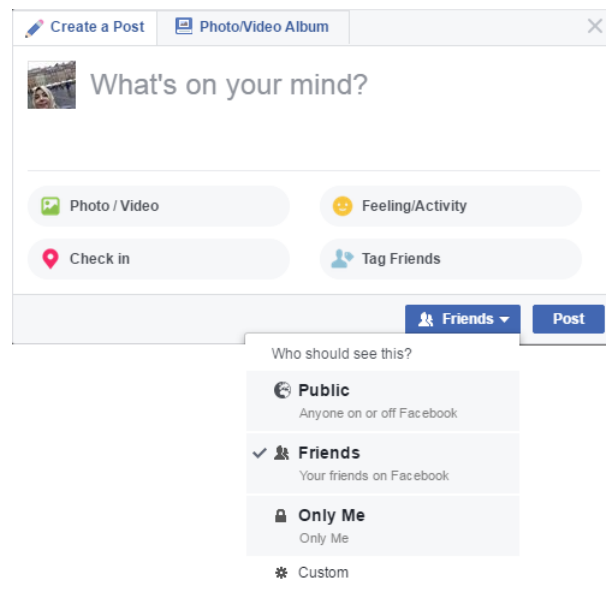 Create a Post Photo/Video Album
What's on your mind?
Photo / Video Feeling/Activity
Check in Tag Friends
Friends Post
Who should see this?
Public
Anyone on or off Facebook
Friends
Your friends on Facebook
Only Me
Only Me
Custom